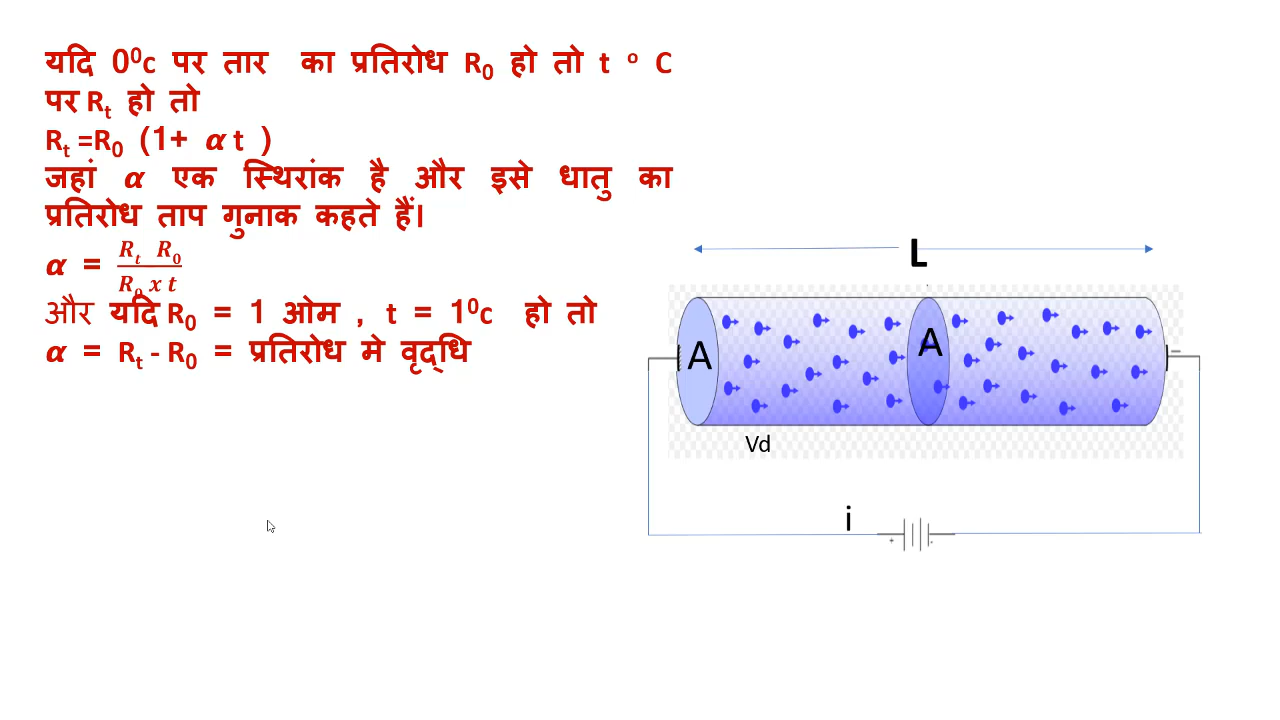 यदि 0⁰c पर तार का प्रतिरोध R₀ हो तो t ᵒ C
पर Rₜ हो तो
Rₜ =R₀ (1+ 𝜶 t )
जहां 𝜶 एक स्थिरांक है और इसे धातु का
प्रतिरोध ताप गुनाक कहते हैं।
𝜶 = (Rₜ R₀)/(R₀ x t)
और यदि R₀ = 1 ओम , t = 1⁰c हो तो
𝜶 = Rₜ - R₀ = प्रतिरोध मे वृद्धि
L
A
A
Vd
i
+ -